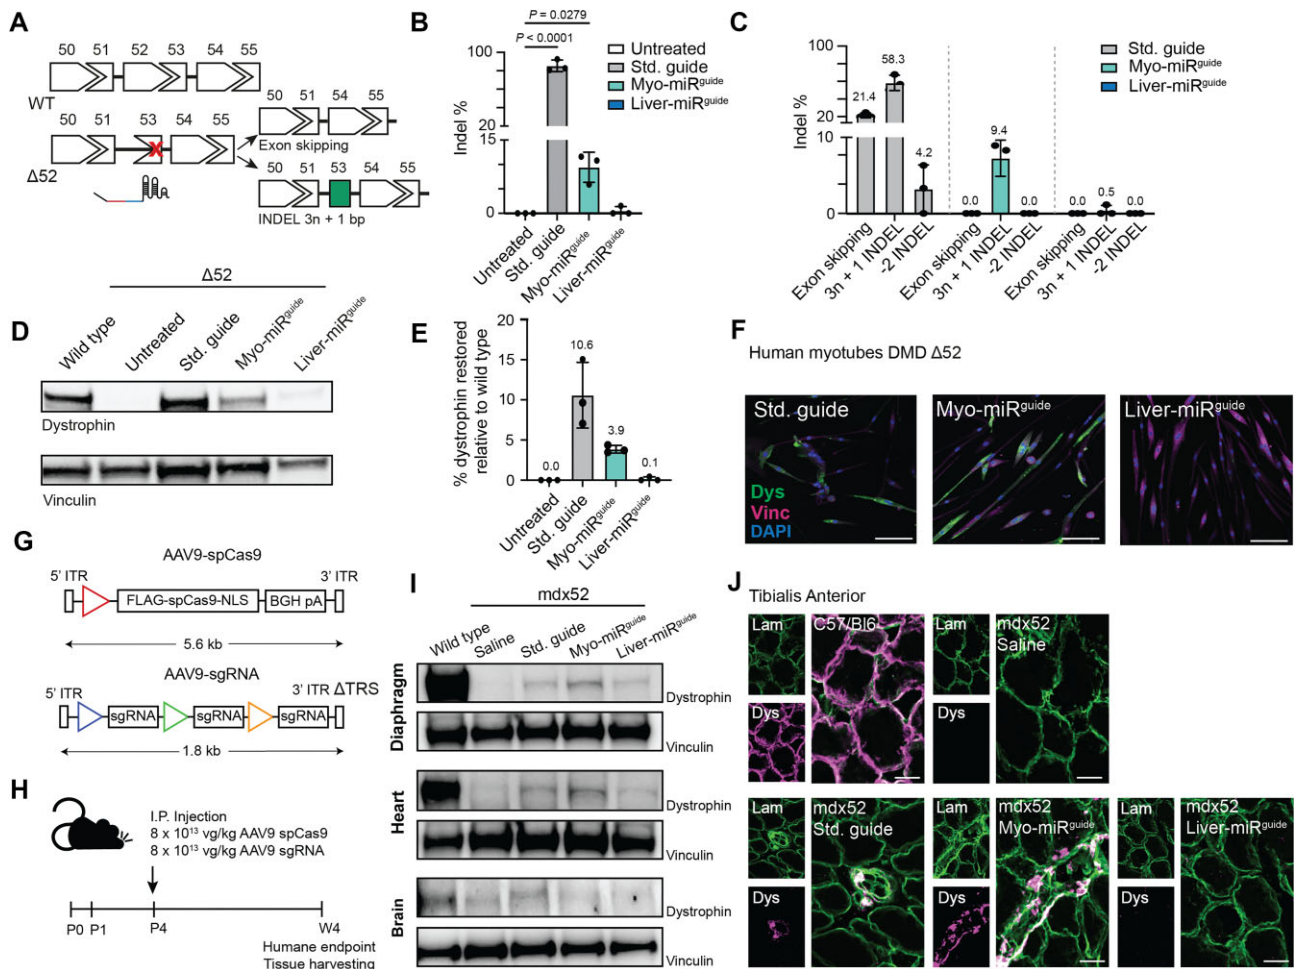 A
50 51 52 53 54 55
WT
50 51 53 54 55
Δ52
50 51 54 55
Exon skipping
50 51 53 54 55
INDEL 3n + 1 bp
B
P = 0.0279
P < 0.0001
Indel %
100
20
15
0
Untreated
Std. guide
Myo-miRguide
Liver-miRguide
Untreated
Std. guide
Myo-miRguide
Liver-miRguide
C
Indel %
100
20
10
0
21.4
58.3
4.2
0.0
9.4
0.0
0.0
0.5
0.0
Std. guide
Myo-miRguide
Liver-miRguide
Exon skipping
3n + 1 INDEL
-2 INDEL
Exon skipping
3n + 1 INDEL
-2 INDEL
Exon skipping
3n + 1 INDEL
-2 INDEL
D
Δ52
Wild type
Untreated
Std. guide
Myo-miRguide
Liver-miRguide
Dystrophin
Vinculin
E
% dystrophin restored
relative to wild type
20
15
10
5
0
0.0
10.6
3.9
0.1
Untreated
Std. guide
Myo-miRguide
Liver-miRguide
F
Human myotubes DMD Δ52
Std. guide
Dys
Vinc
DAPI
Myo-miRguide
Liver-miRguide
G
AAV9-spCas9
5' ITR
3' ITR
FLAG-spCas9-NLS
BGH pA
5.6 kb
AAV9-sgRNA
5' ITR
3' ITR ΔTRS
sgRNA
sgRNA
sgRNA
1.8 kb
H
I.P. Injection
8 x 10¹³ vg/kg AAV9 spCas9
8 x 10¹³ vg/kg AAV9 sgRNA
P0 P1 P4 W4
Humane endpoint
Tissue harvesting
I
mdx52
Wild type
Saline
Std. guide
Myo-miRguide
Liver-miRguide
Diaphragm
Dystrophin
Vinculin
Heart
Dystrophin
Vinculin
Brain
Dystrophin
Vinculin
J
Tibialis Anterior
Lam
Dys
C57/Bl6
Lam
Dys
mdx52
Saline
Lam
Dys
mdx52
Std. guide
Lam
Dys
mdx52
Myo-miRguide
Lam
Dys
mdx52
Liver-miRguide